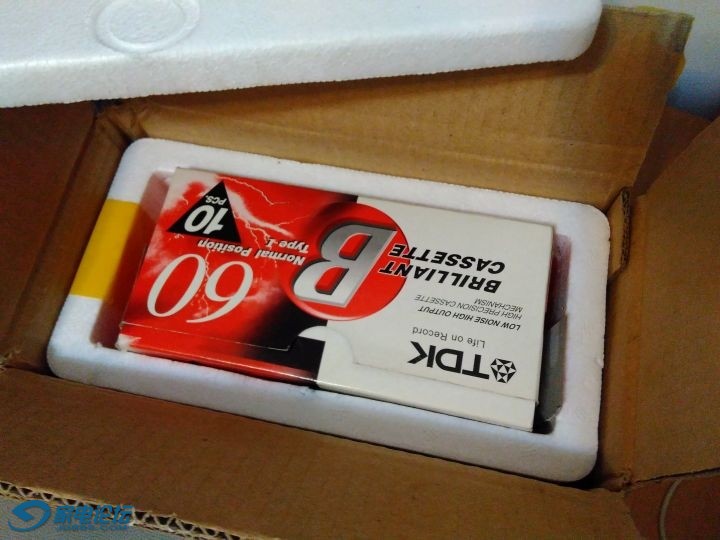 TDK
Life on Record
LOW NOISE HIGH OUTPUT
HIGH PRECISION CASSETTE
MECHANISM
BRILLIANT
CASSETTE
B
60
Normal Position
Type I
10
PCS.